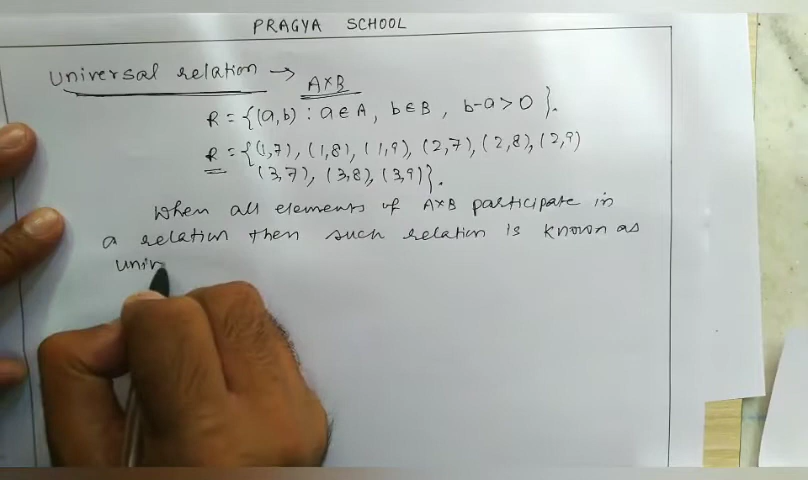 PRAGYA SCHOOL
Universal relation → A×B
R = {(a,b) : a ∈ A, b ∈ B, b-a > 0}.
R = {(1,7), (1,8), (1,9), (2,7), (2,8), (2,9)
(3,7), (3,8), (3,9)}.
When all elements of A×B participate in
a relation then such relation is known as
univ